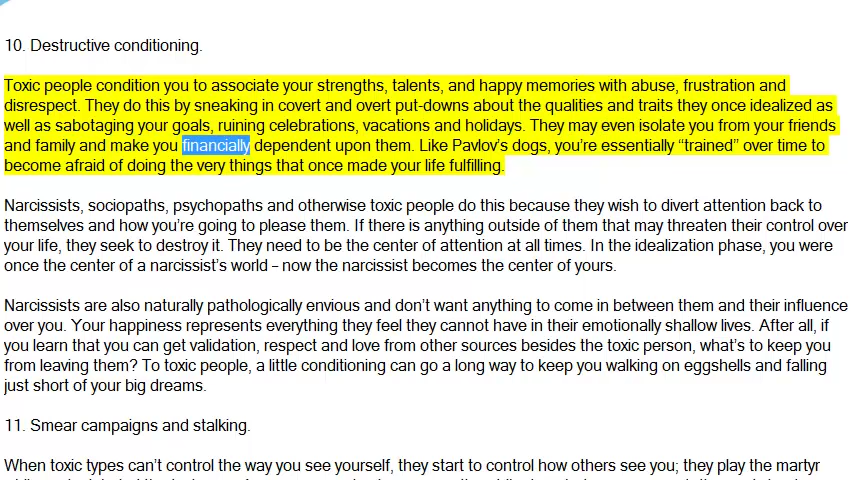 10. Destructive conditioning.
Toxic people condition you to associate your strengths, talents, and happy memories with abuse, frustration and
disrespect. They do this by sneaking in covert and overt put-downs about the qualities and traits they once idealized as
well as sabotaging your goals, ruining celebrations, vacations and holidays. They may even isolate you from your friends
and family and make you financially dependent upon them. Like Pavlov’s dogs, you’re essentially “trained” over time to
become afraid of doing the very things that once made your life fulfilling.
Narcissists, sociopaths, psychopaths and otherwise toxic people do this because they wish to divert attention back to
themselves and how you’re going to please them. If there is anything outside of them that may threaten their control over
your life, they seek to destroy it. They need to be the center of attention at all times. In the idealization phase, you were
once the center of a narcissist’s world – now the narcissist becomes the center of yours.
Narcissists are also naturally pathologically envious and don’t want anything to come in between them and their influence
over you. Your happiness represents everything they feel they cannot have in their emotionally shallow lives. After all, if
you learn that you can get validation, respect and love from other sources besides the toxic person, what’s to keep you
from leaving them? To toxic people, a little conditioning can go a long way to keep you walking on eggshells and falling
just short of your big dreams.
11. Smear campaigns and stalking.
When toxic types can’t control the way you see yourself, they start to control how others see you; they play the martyr